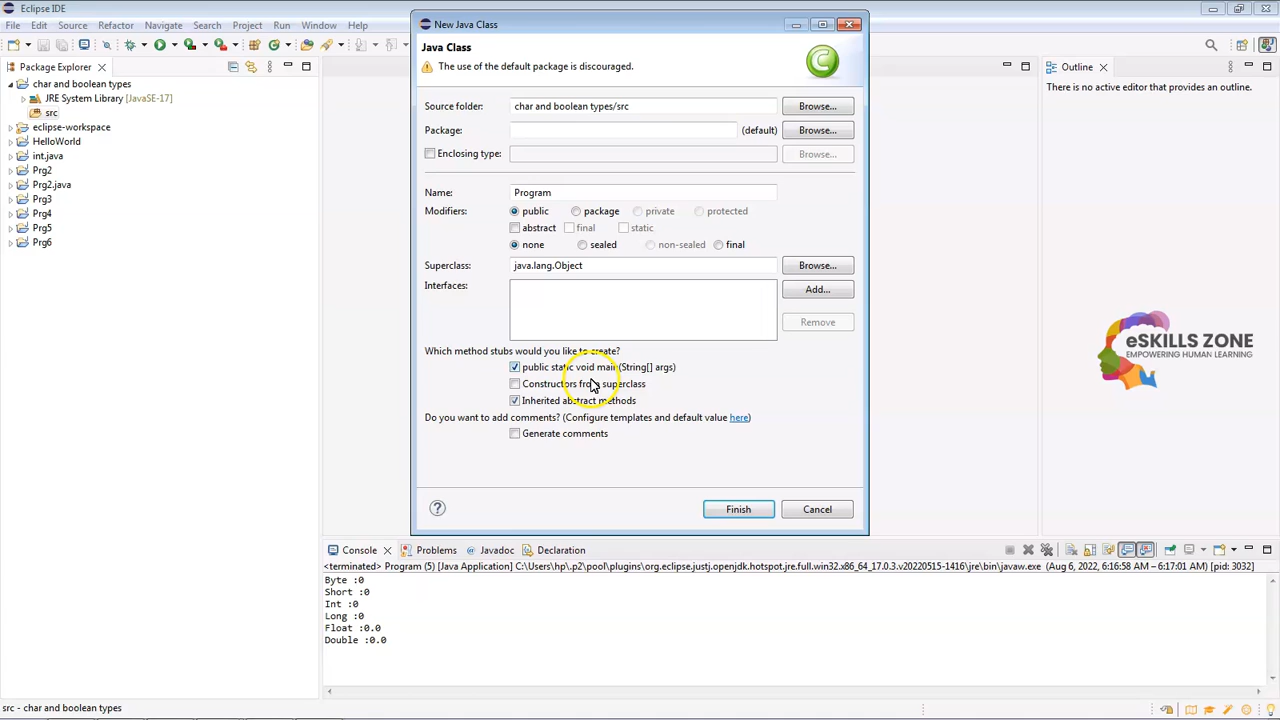 Eclipse IDE
File Edit Source Refactor Navigate Search Project Run Window Help
Package Explorer
char and boolean types
JRE System Library [JavaSE-17]
src
eclipse-workspace
HelloWorld
int.java
Prg2
Prg2.java
Prg3
Prg4
Prg5
Prg6
New Java Class
Java Class
The use of the default package is discouraged.
Source folder: char and boolean types/src Browse...
Package: (default) Browse...
Enclosing type: Browse...
Name: Program
Modifiers: public package private protected
abstract final static
none sealed non-sealed final
Superclass: java.lang.Object Browse...
Interfaces: Add...
Remove
Which method stubs would you like to create?
public static void main(String[] args)
Constructors from superclass
Inherited abstract methods
Do you want to add comments? (Configure templates and default value here)
Generate comments
? Finish Cancel
Outline
There is no active editor that provides an outline.
eSKILLS ZONE
EMPOWERING HUMAN LEARNING
Console Problems @ Javadoc Declaration
<terminated> Program (5) [Java Application] C:\Users\hp\.p2\pool\plugins\org.eclipse.justj.openjdk.hotspot.jre.full.win32.x86_64_17.0.3.v20220515-1416\jre\bin\javaw.exe (Aug 6, 2022, 6:16:58 AM – 6:17:01 AM) [pid: 3032]
Byte :0
Short :0
Int :0
Long :0
Float :0.0
Double :0.0
src - char and boolean types